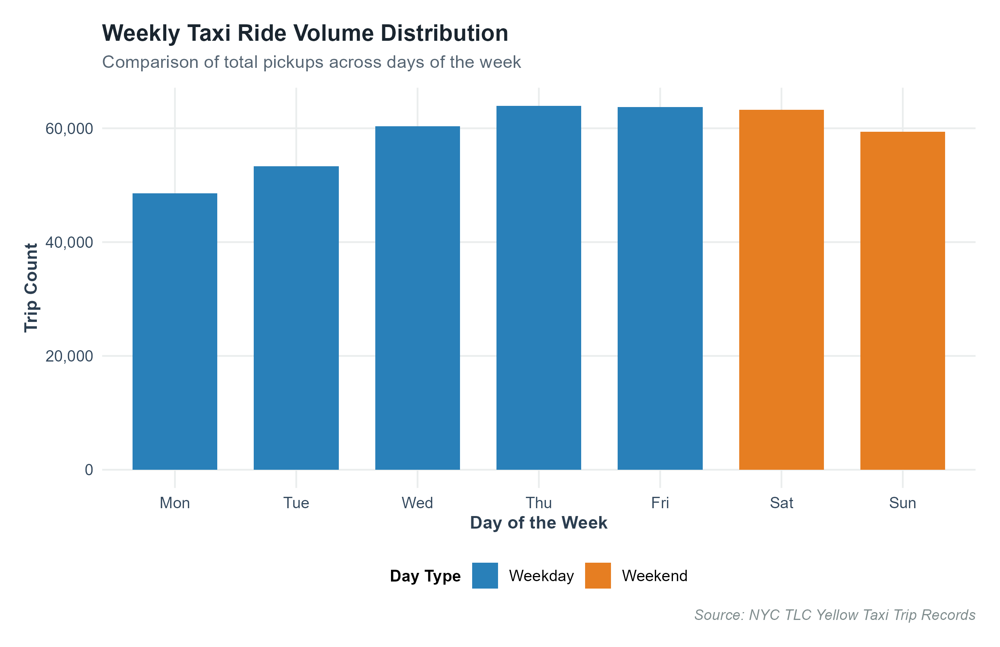 Weekly Taxi Ride Volume Distribution
Comparison of total pickups across days of the week
Trip Count
60,000
40,000
20,000
0
Mon Tue Wed Thu Fri Sat Sun
Day of the Week
Day Type Weekday Weekend
Source: NYC TLC Yellow Taxi Trip Records